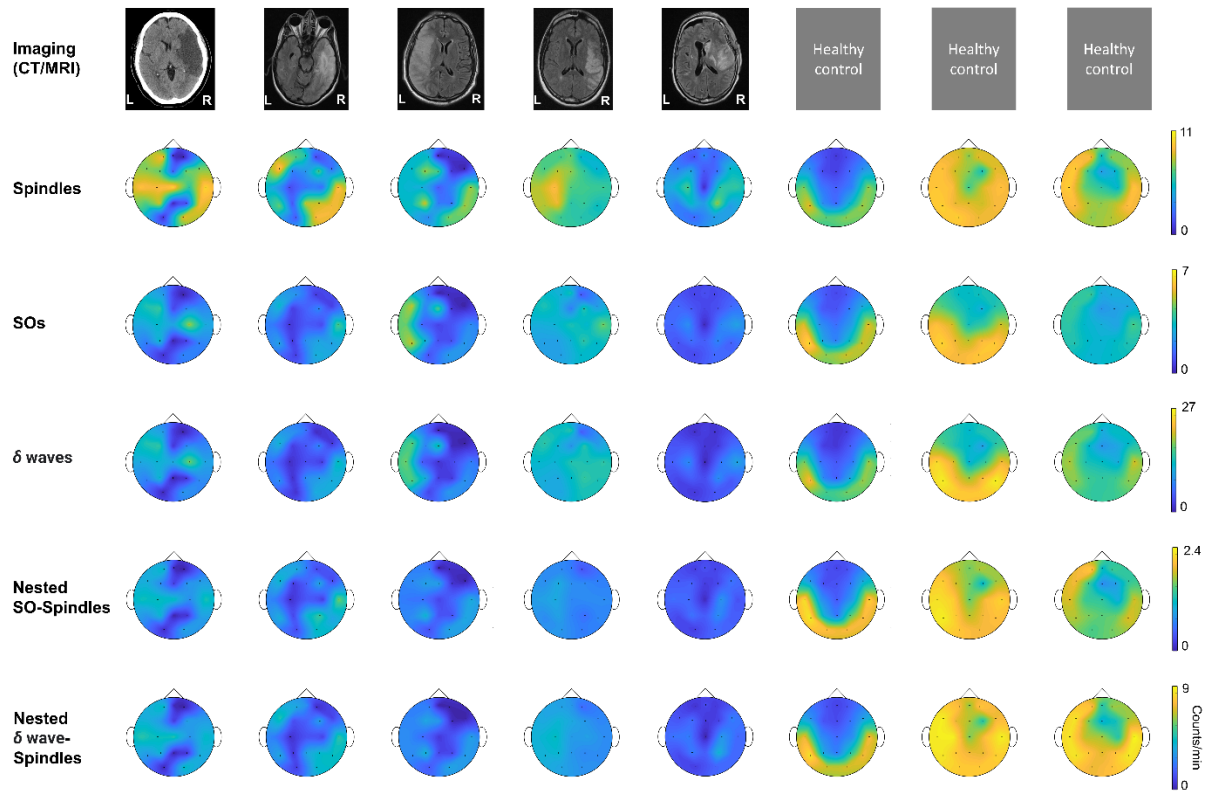 Imaging
(CT/MRI)
L R
L R
L R
L R
L R
Healthy
control
Healthy
control
Healthy
control
Spindles
11
0
SOs
7
0
δ waves
27
0
Nested
SO-Spindles
2.4
0
Nested
δ wave-
Spindles
9
0
Counts/min